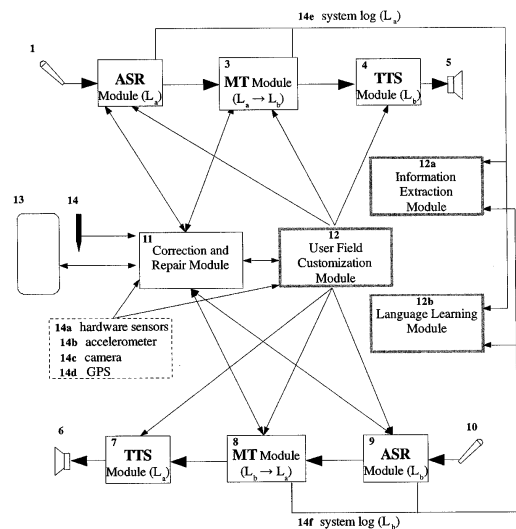 14e system log (La)
1
2
ASR
Module (La)
3
MT Module
(La → Lb)
4
TTS
Module (Lb)
5
12a
Information
Extraction
Module
13
14
11
Correction and
Repair Module
12
User Field
Customization
Module
12b
Language Learning
Module
14a hardware sensors
14b accelerometer
14c camera
14d GPS
6
7
TTS
Module (La)
8
MT Module
(Lb → La)
9
ASR
Module (Lb)
10
14f system log (Lb)